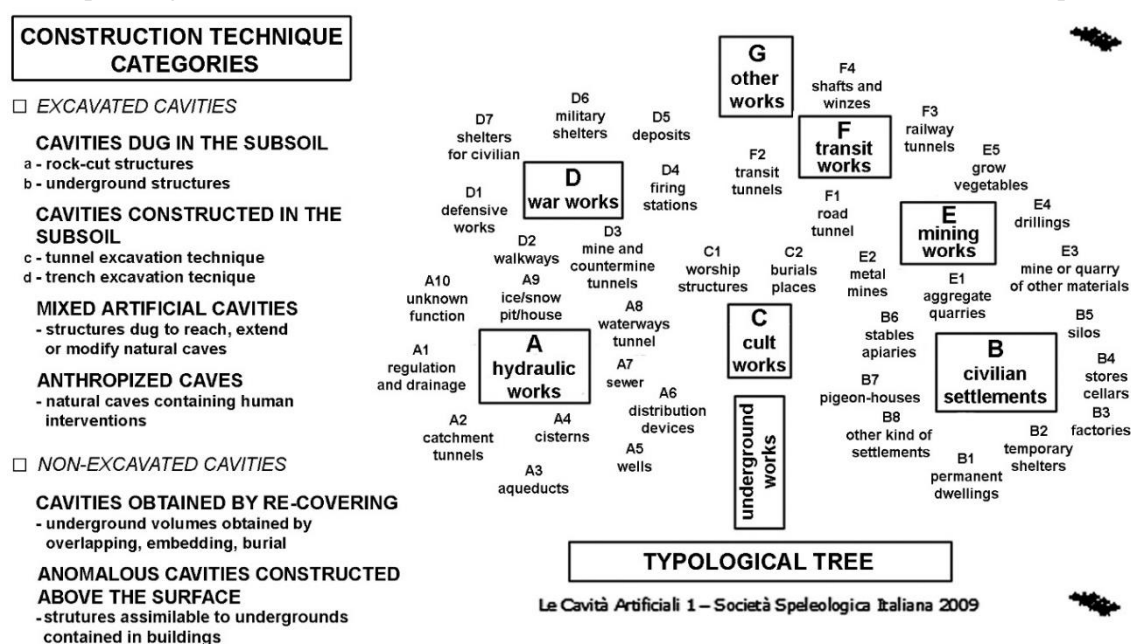 CONSTRUCTION TECHNIQUE
CATEGORIES
EXCAVATED CAVITIES
CAVITIES DUG IN THE SUBSOIL
a - rock-cut structures
b - underground structures
CAVITIES CONSTRUCTED IN THE
SUBSOIL
c - tunnel excavation technique
d - trench excavation tecnique
MIXED ARTIFICIAL CAVITIES
- structures dug to reach, extend
or modify natural caves
ANTHROPIZED CAVES
- natural caves containing human
interventions
NON-EXCAVATED CAVITIES
CAVITIES OBTAINED BY RE-COVERING
- underground volumes obtained by
overlapping, embedding, burial
ANOMALOUS CAVITIES CONSTRUCTED
ABOVE THE SURFACE
- strutures assimilable to undergrounds
contained in buildings
G
other
works
F4
shafts and
winzes
F
transit
works
F3
railway
tunnels
F2
transit
tunnels
F1
road
tunnel
D6
military
shelters
D7
shelters
for civilian
D5
deposits
D
war works
D4
firing
stations
D1
defensive
works
D2
walkways
D3
mine and
countermine
tunnels
E5
grow
vegetables
E4
drillings
E
mining
works
E3
mine or quarry
of other materials
E2
metal
mines
E1
aggregate
quarries
C1
worship
structures
C2
burials
places
C
cult
works
A10
unknown
function
A9
ice/snow
pit/house
A8
waterways
tunnel
A1
regulation
and drainage
A
hydraulic
works
A7
sewer
A6
distribution
devices
A2
catchment
tunnels
A4
cisterns
A5
wells
A3
aqueducts
B6
stables
apiaries
B5
silos
B
civilian
settlements
B4
stores
cellars
B7
pigeon-houses
B3
factories
B8
other kind of
settlements
B2
temporary
shelters
B1
permanent
dwellings
underground
works
TYPOLOGICAL TREE
Le Cavità Artificiali 1 – Società Speleologica Italiana 2009